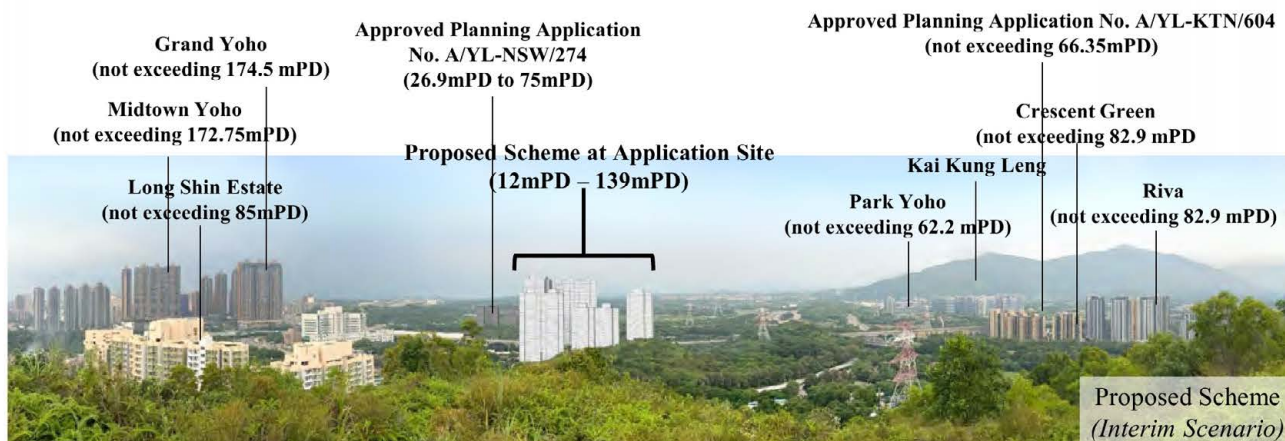 Grand Yoho
(not exceeding 174.5 mPD)
Midtown Yoho
(not exceeding 172.75mPD)
Long Shin Estate
(not exceeding 85mPD)
Approved Planning Application
No. A/YL-NSW/274
(26.9mPD to 75mPD)
Proposed Scheme at Application Site
(12mPD – 139mPD)
Approved Planning Application No. A/YL-KTN/604
(not exceeding 66.35mPD)
Crescent Green
(not exceeding 82.9 mPD
Kai Kung Leng
Park Yoho
(not exceeding 62.2 mPD)
Riva
(not exceeding 82.9 mPD)
Proposed Scheme
(Interim Scenario)